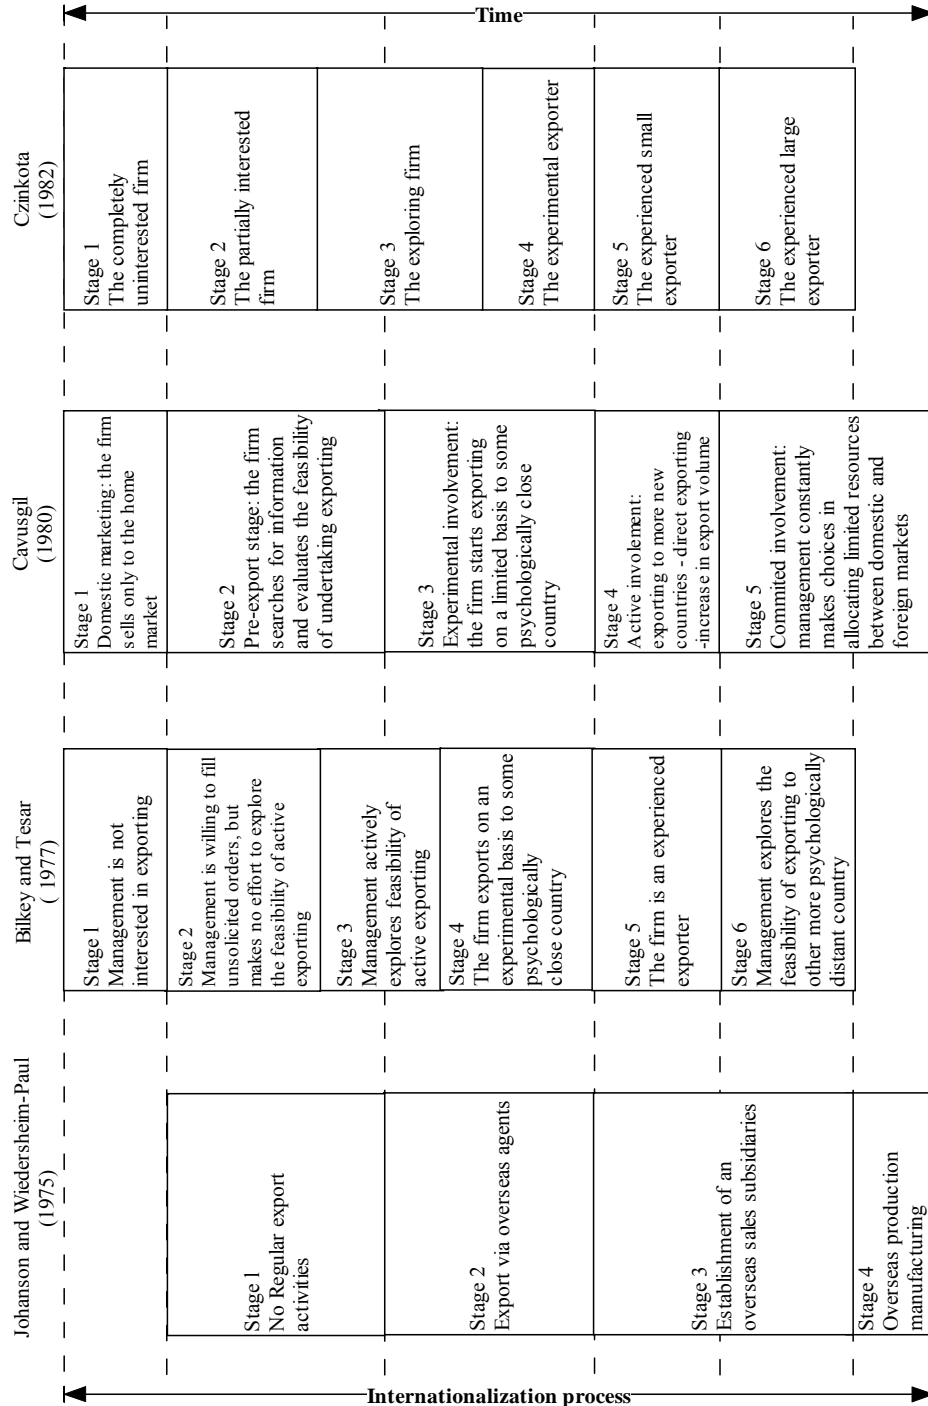 Internationalization process
Johanson and Wiedersheim-Paul
(1975)
Stage 1
No Regular export
activities
Stage 2
Export via overseas agents
Stage 3
Establishment of an
overseas sales subsidiaries
Stage 4
Overseas production
manufacturing
Bilkey and Tesar
( 1977)
Stage1
Management is not
interested in exporting
Stage 2
Management is willing to fill
unsolicited orders, but
makes no effort to explore
the feasibility of active
exporting
Stage 3
Management actively
explores feasibility of
active exporting
Stage 4
The firm exports on an
experimental basis to some
psychologically
close country
Stage 5
The firm is an experienced
exporter
Stage 6
Management explores the
feasibility of exporting to
other more psychologically
distant country
Cavusgil
(1980)
Stage 1
Domestic marketing: the firm
sells only to the home
market
Stage 2
Pre-export stage: the firm
searches for information
and evaluates the feasibility
of undertaking exporting
Stage 3
Experimental involvement:
the firm starts exporting
on a limited basis to some
psychologically close
country
Stage 4
Active involement:
exporting to more new
countries - direct exporting
-increase in export volume
Stage 5
Commited involvement:
management constantly
makes choices in
allocating limited resources
between domestic and
foreign markets
Czinkota
(1982)
Stage 1
The completely
uninterested firm
Stage 2
The partially interested
firm
Stage 3
The exploring firm
Stage 4
The experimental exporter
Stage 5
The experienced small
exporter
Stage 6
The experienced large
exporter
Time